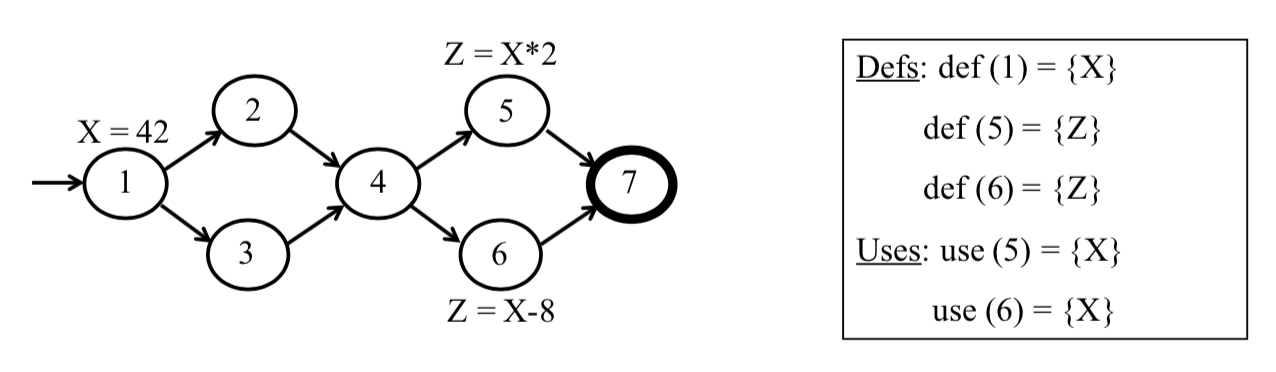 Z = X*2
X = 42
2
5
1
4
7
3
6
Z = X-8
Defs: def (1) = {X}
def (5) = {Z}
def (6) = {Z}
Uses: use (5) = {X}
use (6) = {X}